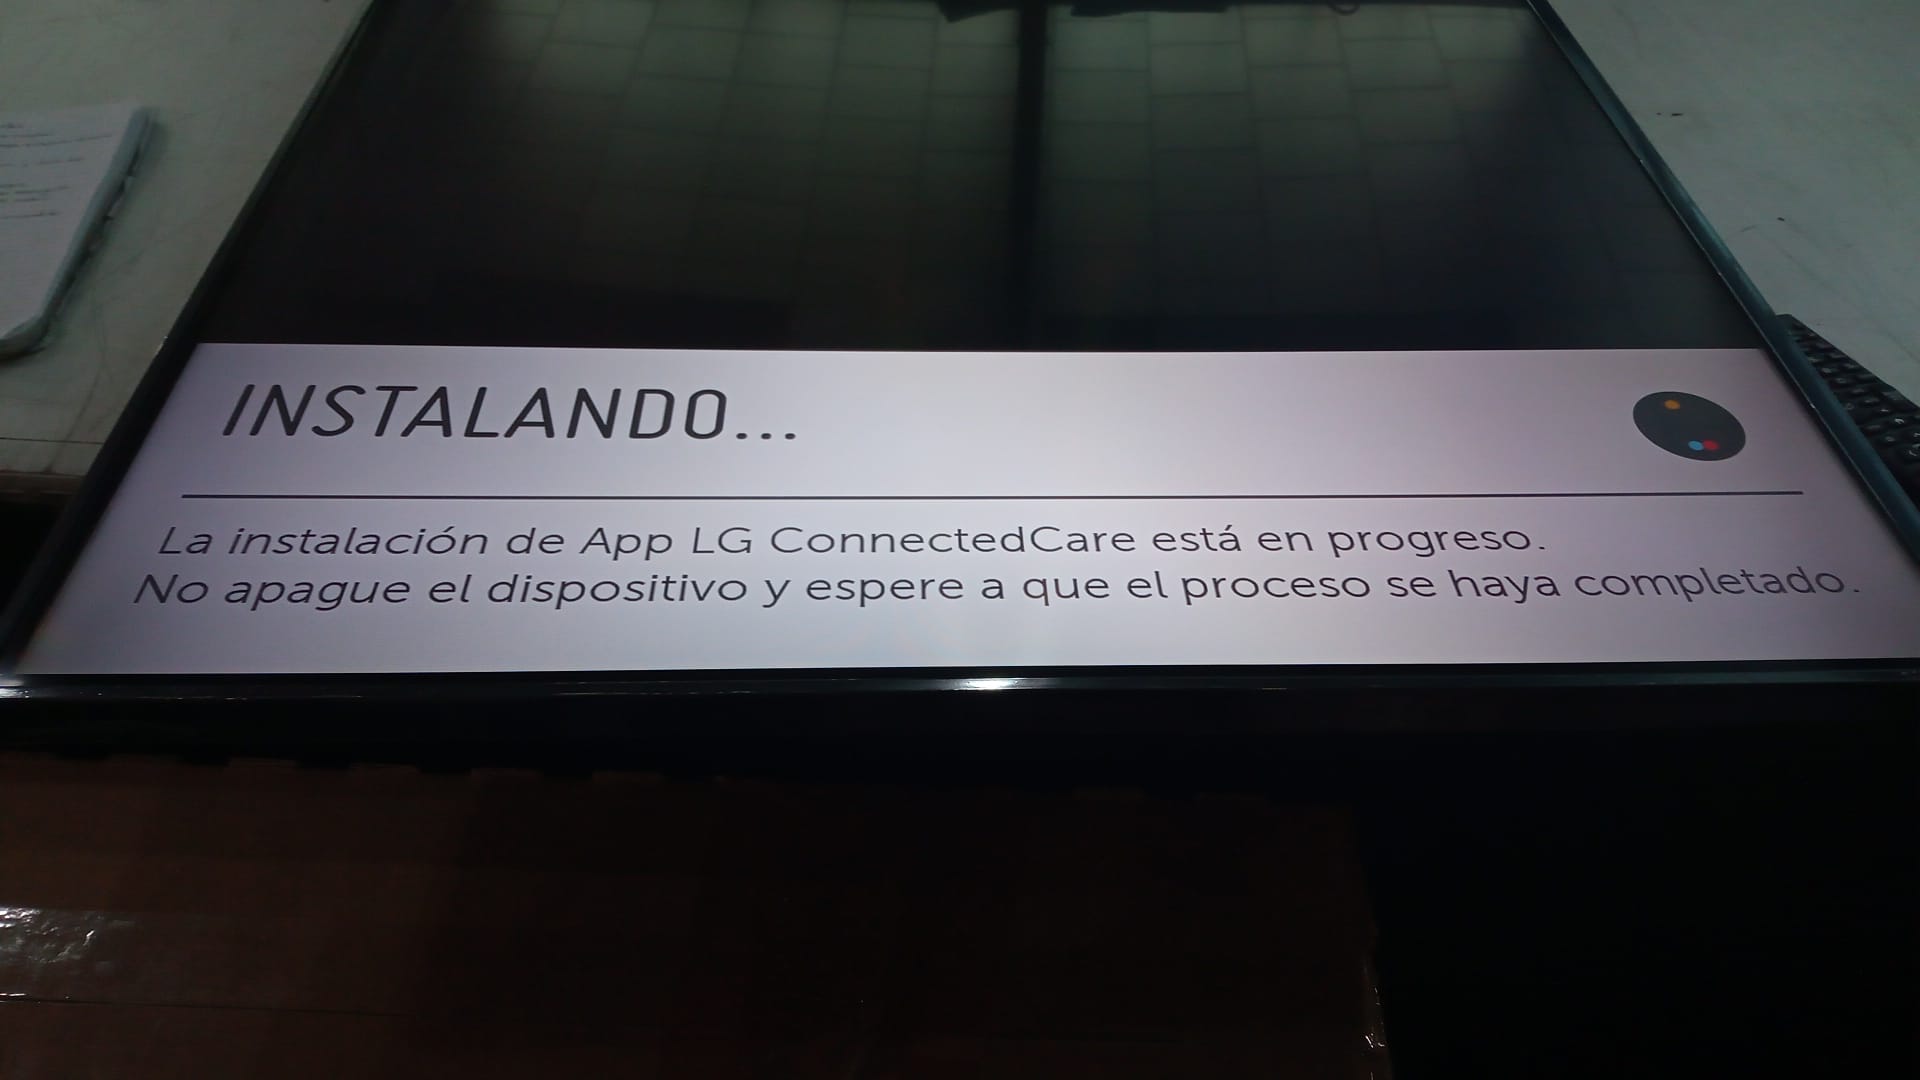 INSTALANDO...
La instalación de App LG ConnectedCare está en progreso.
No apague el dispositivo y espere a que el proceso se haya completado.